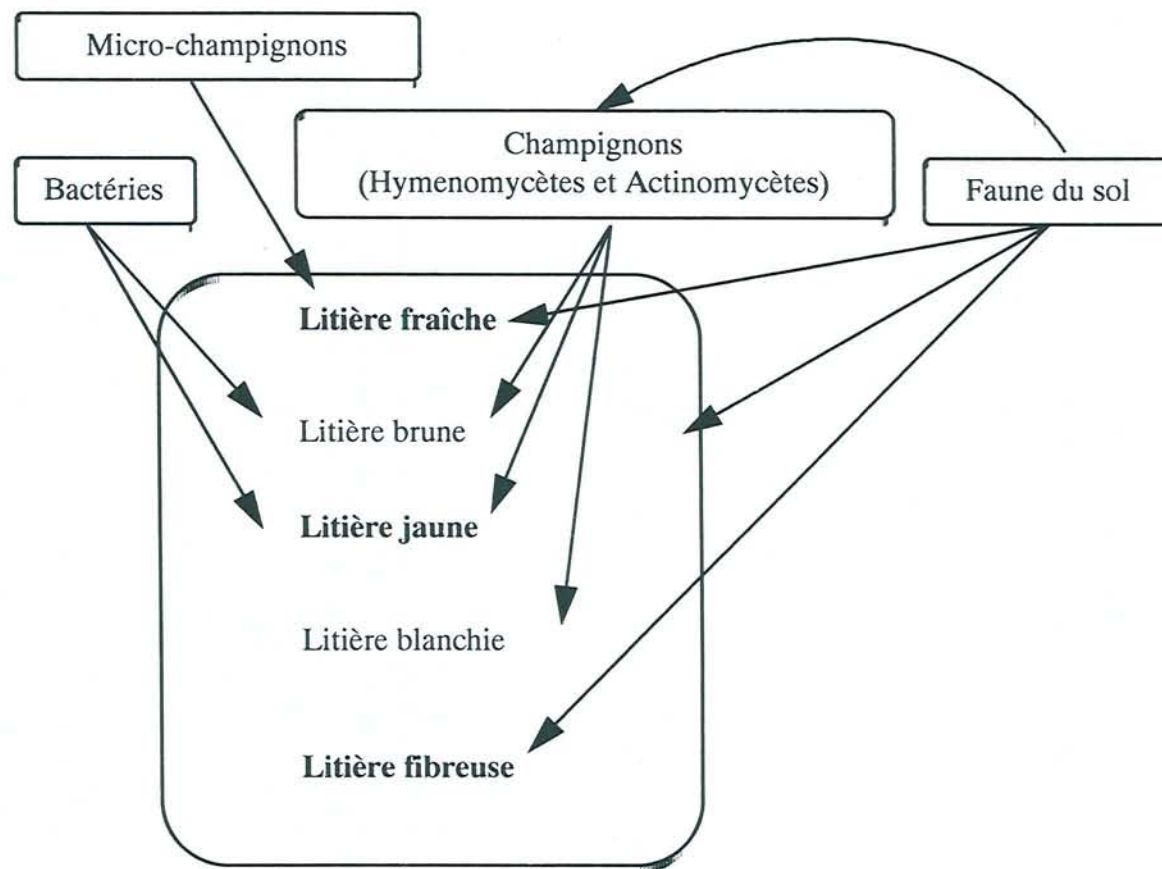 Micro-champignons
Champignons
(Hymenomycètes et Actinomycètes)
Bactéries
Faune du sol
Litière fraîche
Litière brune
Litière jaune
Litière blanchie
Litière fibreuse